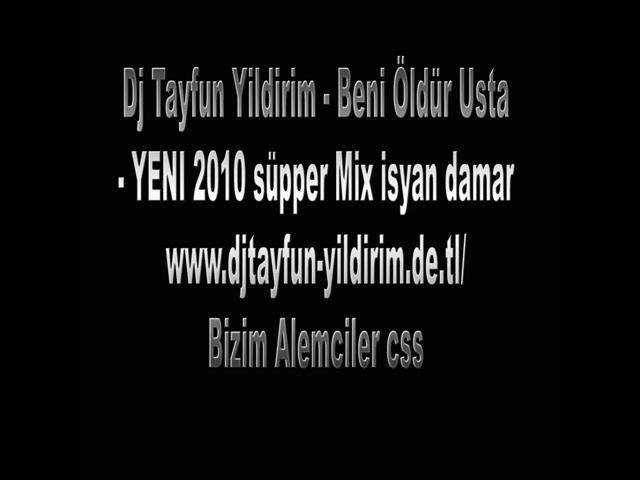 Dj Tayfun Yildirim - Beni Öldür Usta
- YENI 2010 süpper Mix isyan damar
www.djtayfun-yildirim.de.tl/
Bizim Alemciler css